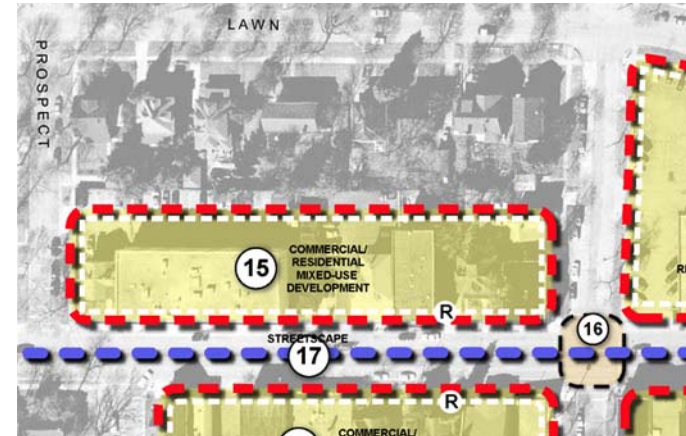 LAWN
PROSPECT
15
COMMERCIAL/
RESIDENTIAL
MIXED-USE
DEVELOPMENT
R
16
STREETSCAPE
17
R
COMMERCIAL/